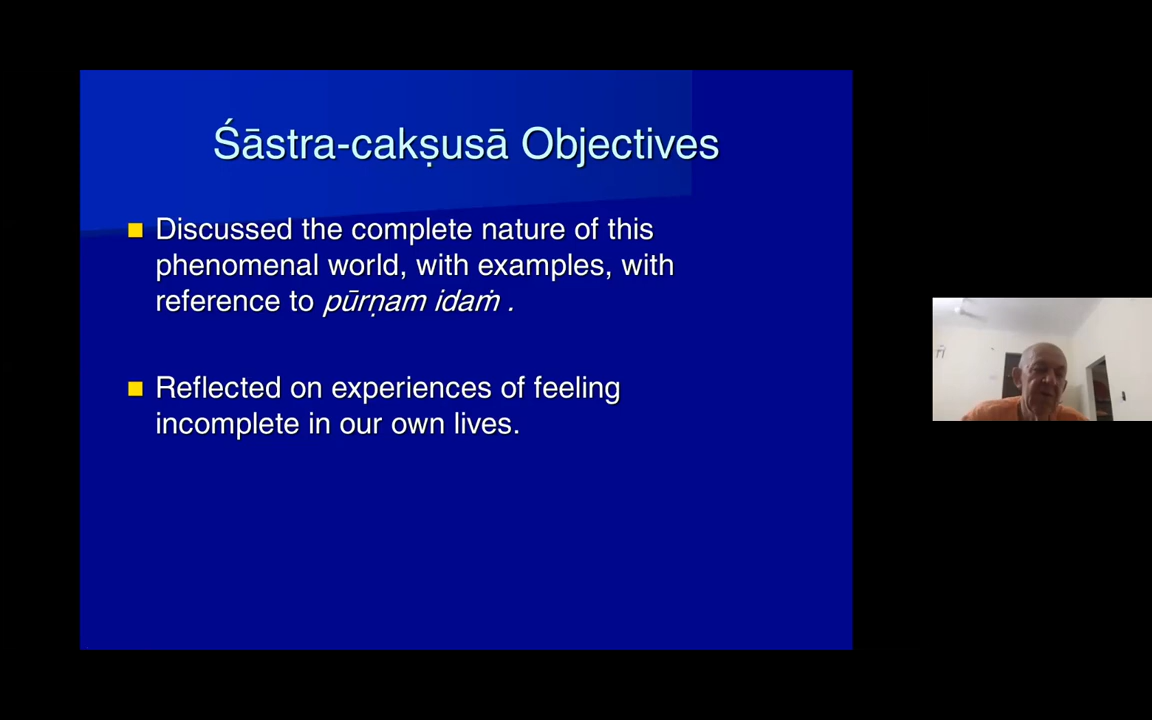 Śāstra-cakṣusā Objectives
Discussed the complete nature of this
phenomenal world, with examples, with
reference to pūrṇam idaṁ .
Reflected on experiences of feeling
incomplete in our own lives.